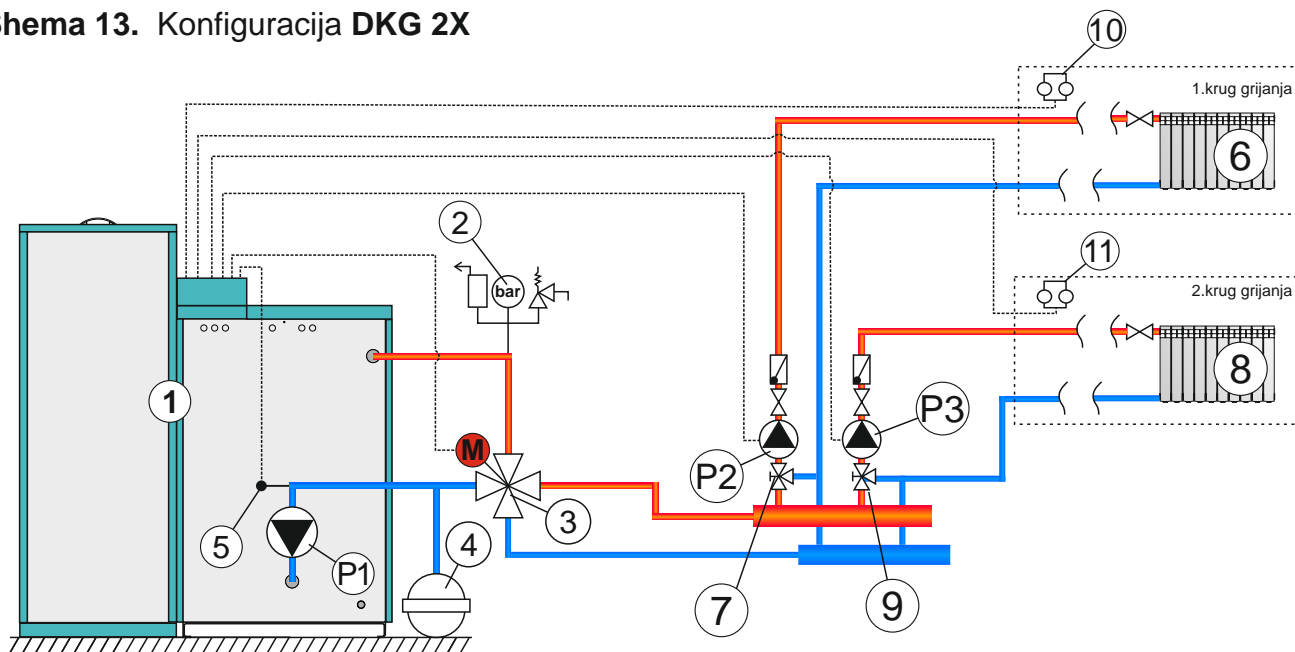 Shema 13. Konfiguracija DKG 2X
10
1.krug grijanja
6
2
bar
11
2.krug grijanja
8
1
P3
M
P2
3
5
P1
4
7
9